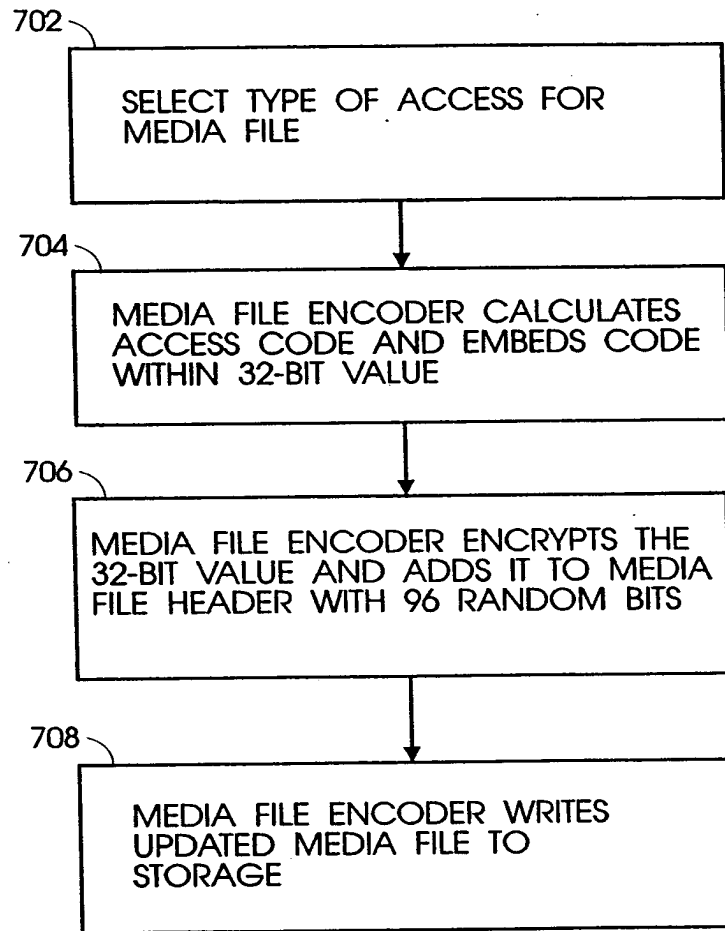 702
SELECT TYPE OF ACCESS FOR
MEDIA FILE
704
MEDIA FILE ENCODER CALCULATES
ACCESS CODE AND EMBEDS CODE
WITHIN 32-BIT VALUE
706
MEDIA FILE ENCODER ENCRYPTS THE
32-BIT VALUE AND ADDS IT TO MEDIA
FILE HEADER WITH 96 RANDOM BITS
708
MEDIA FILE ENCODER WRITES
UPDATED MEDIA FILE TO
STORAGE